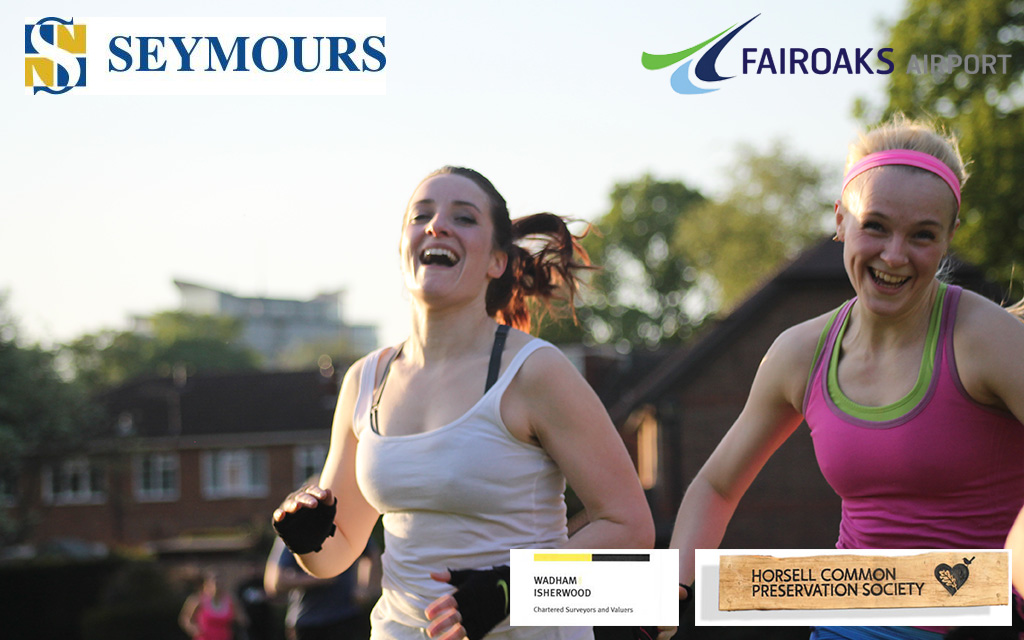 SEYMOURS
FAIROAKS AIRPORT
WADHAM
ISHERWOOD
Chartered Surveyors and Valuers
HORSELL COMMON
PRESERVATION SOCIETY